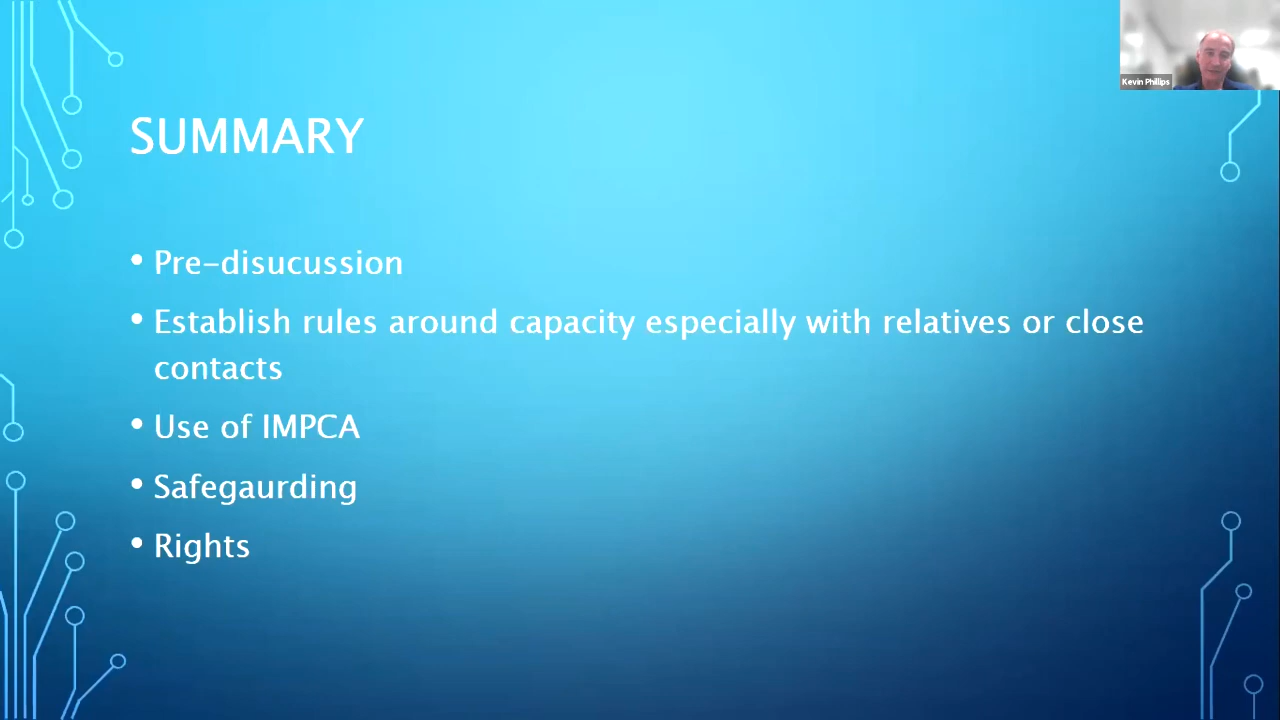 Kevin Phillips
SUMMARY
• Pre-disucussion
• Establish rules around capacity especially with relatives or close
contacts
• Use of IMPCA
• Safegaurding
• Rights